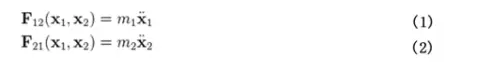 F₁₂(x₁, x₂) = m₁ẍ₁ (1)
F₂₁(x₁, x₂) = m₂ẍ₂ (2)